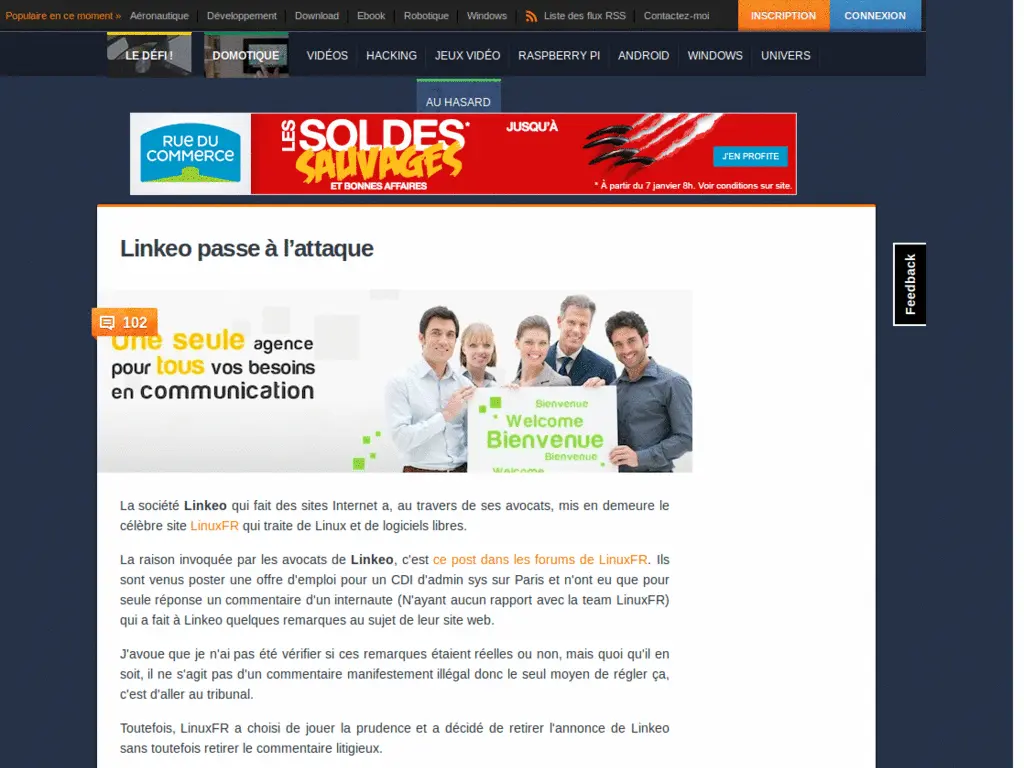 Populaire en ce moment » Aéronautique Développement Download Ebook Robotique Windows Liste des flux RSS Contactez-moi INSCRIPTION CONNEXION
LE DÉFI ! DOMOTIQUE VIDÉOS HACKING JEUX VIDÉO RASPBERRY PI ANDROID WINDOWS UNIVERS
AU HASARD
RUE DU COMMERCE
LES SOLDES* SAUVAGES
ET BONNES AFFAIRES
JUSQU'À
J'EN PROFITE
* À partir du 7 janvier 8h. Voir conditions sur site.
Linkeo passe à l'attaque
Feedback
102
Une seule agence
pour tous vos besoins
en communication
Bienvenue
Welcome
Bienvenue
Bienvenue
Welcome
La société Linkeo qui fait des sites Internet a, au travers de ses avocats, mis en demeure le
célèbre site LinuxFR qui traite de Linux et de logiciels libres.
La raison invoquée par les avocats de Linkeo, c'est ce post dans les forums de LinuxFR. Ils
sont venus poster une offre d'emploi pour un CDI d'admin sys sur Paris et n'ont eu que pour
seule réponse un commentaire d'un internaute (N'ayant aucun rapport avec la team LinuxFR)
qui a fait à Linkeo quelques remarques au sujet de leur site web.
J'avoue que je n'ai pas été vérifier si ces remarques étaient réelles ou non, mais quoi qu'il en
soit, il ne s'agit pas d'un commentaire manifestement illégal donc le seul moyen de régler ça,
c'est d'aller au tribunal.
Toutefois, LinuxFR a choisi de jouer la prudence et a décidé de retirer l'annonce de Linkeo
sans toutefois retirer le commentaire litigieux.